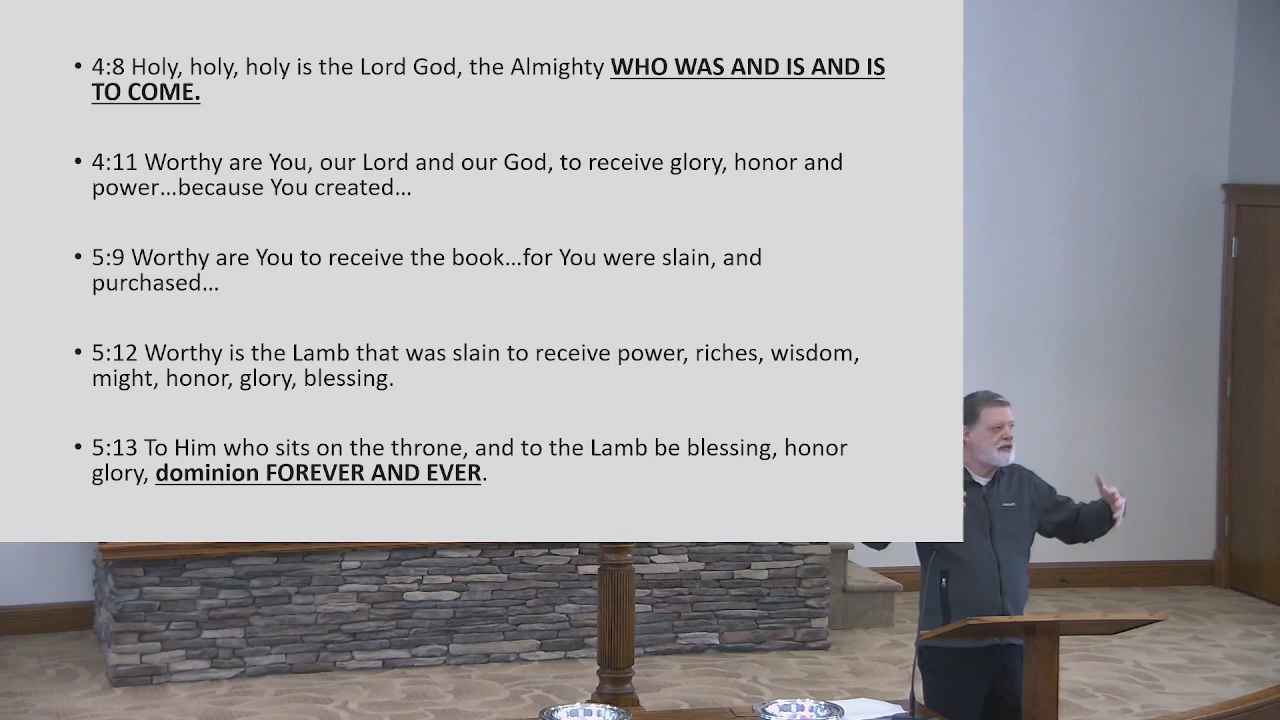 • 4:8 Holy, holy, holy is the Lord God, the Almighty WHO WAS AND IS AND IS
TO COME.
• 4:11 Worthy are You, our Lord and our God, to receive glory, honor and
power…because You created…
• 5:9 Worthy are You to receive the book…for You were slain, and
purchased…
• 5:12 Worthy is the Lamb that was slain to receive power, riches, wisdom,
might, honor, glory, blessing.
• 5:13 To Him who sits on the throne, and to the Lamb be blessing, honor
glory, dominion FOREVER AND EVER.